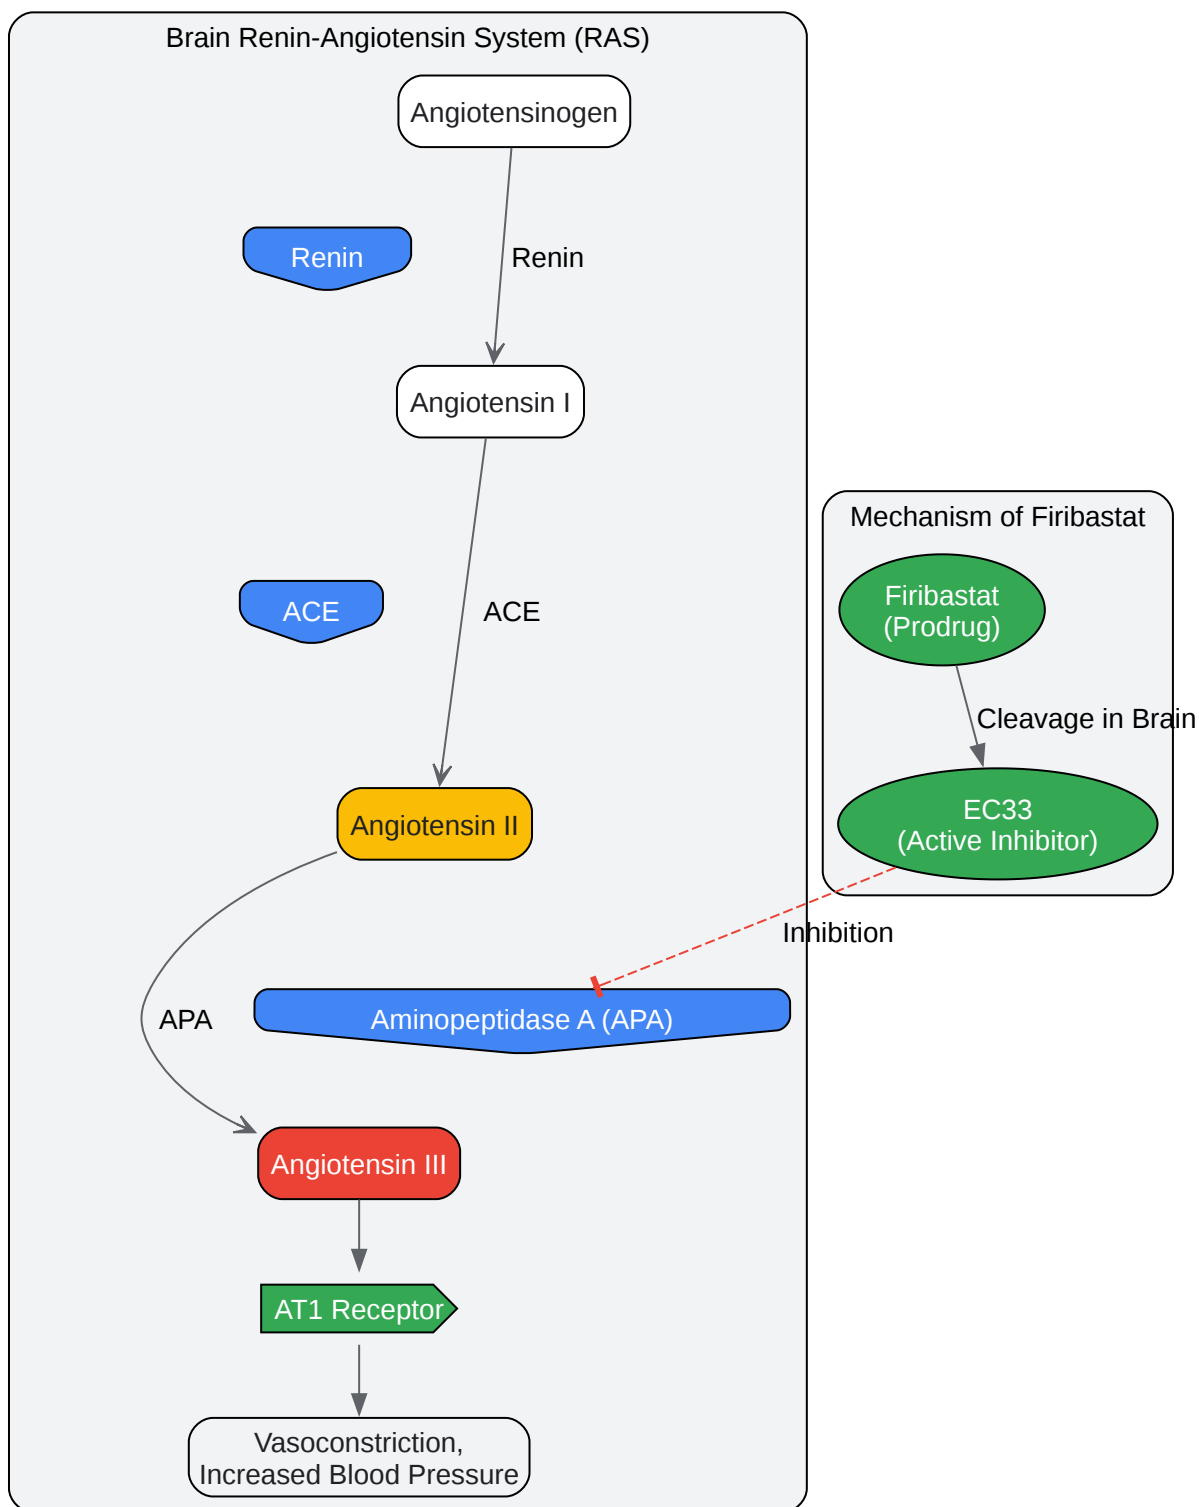 Brain Renin-Angiotensin System (RAS)
Angiotensinogen
Renin
Renin
Angiotensin I
ACE
ACE
Angiotensin II
APA
Aminopeptidase A (APA)
Angiotensin III
AT1 Receptor
Vasoconstriction,
Increased Blood Pressure
Mechanism of Firibastat
Firibastat
(Prodrug)
Cleavage in Brain
EC33
(Active Inhibitor)
Inhibition